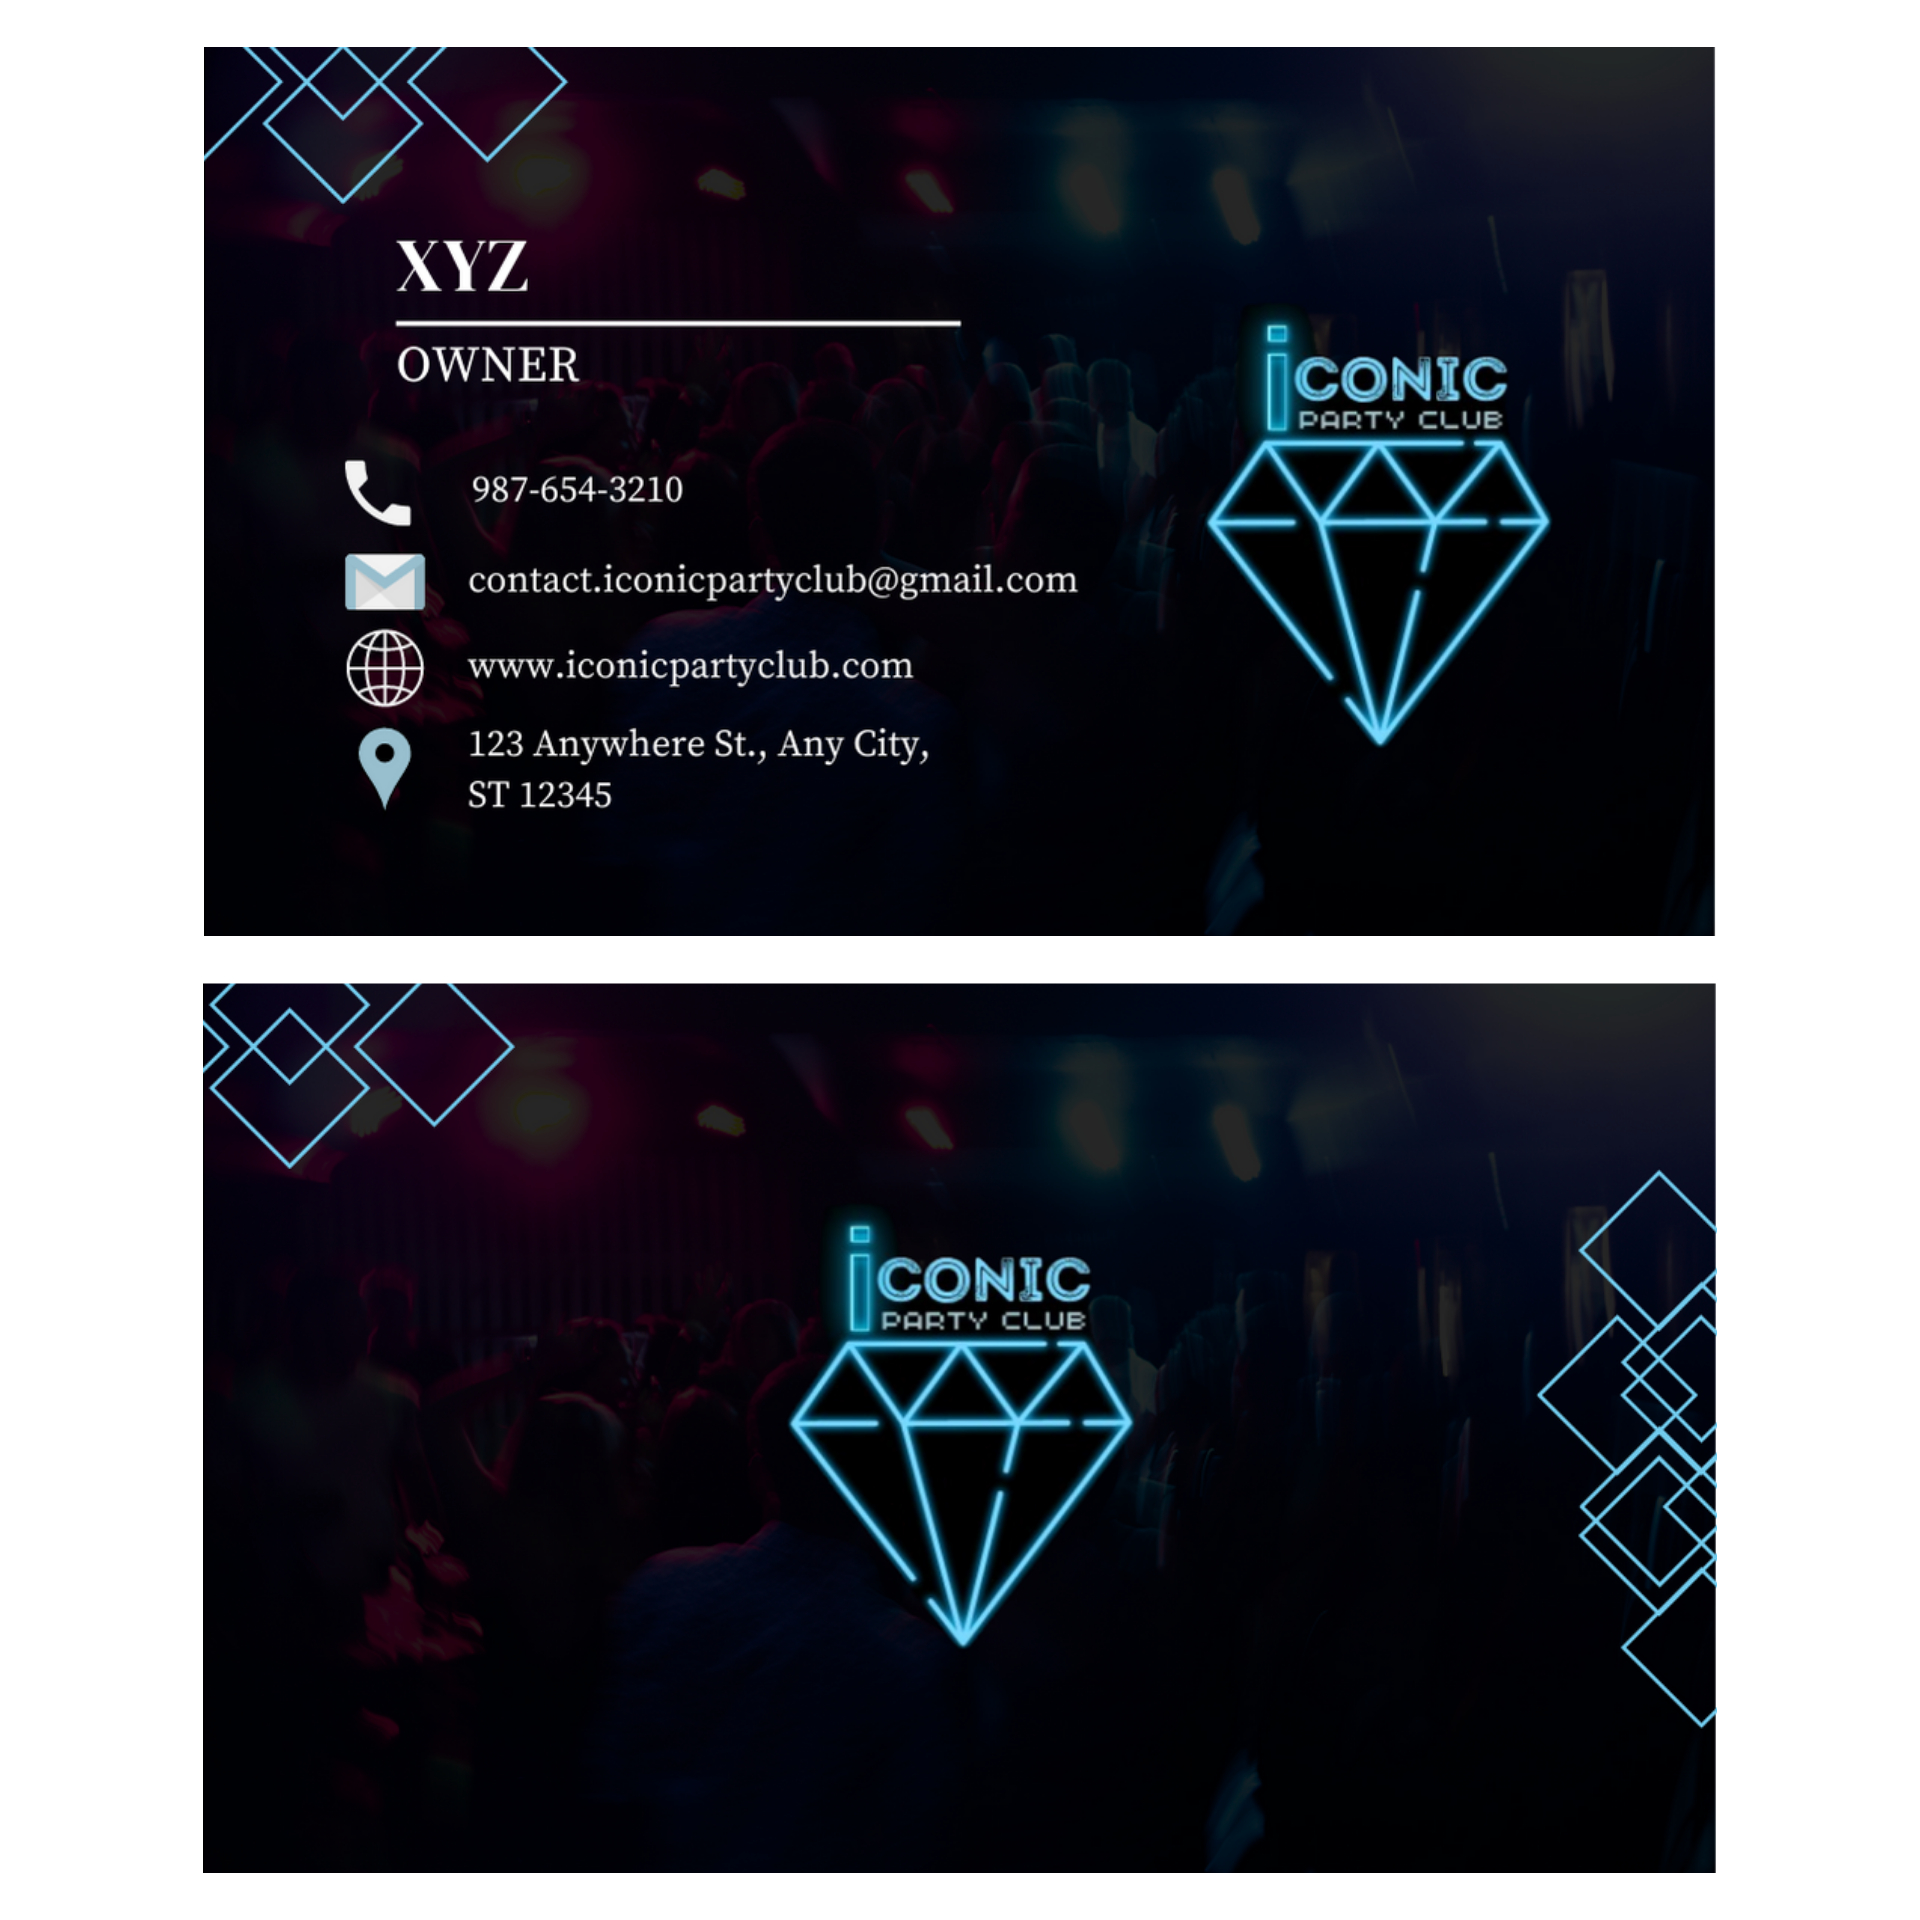 XYZ
OWNER
987-654-3210
contact.iconicpartyclub@gmail.com
www.iconicpartyclub.com
123 Anywhere St., Any City,
ST 12345
iCONIC
PARTY CLUB
iCONIC
PARTY CLUB